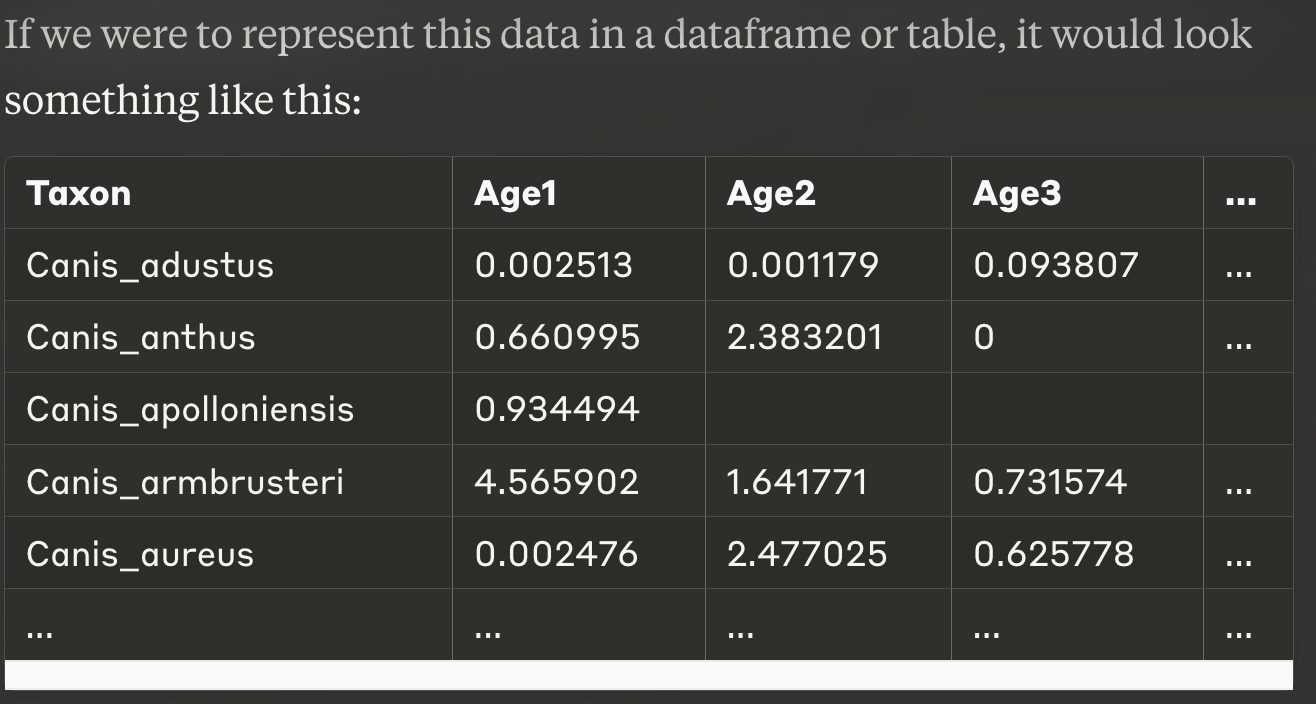 If we were to represent this data in a dataframe or table, it would look
something like this:
Taxon Age1 Age2 Age3 ...
Canis_adustus 0.002513 0.001179 0.093807 ...
Canis_anthus 0.660995 2.383201 0 ...
Canis_apolloniensis 0.934494
Canis_armbrusteri 4.565902 1.641771 0.731574 ...
Canis_aureus 0.002476 2.477025 0.625778 ...
... ... ... ... ...